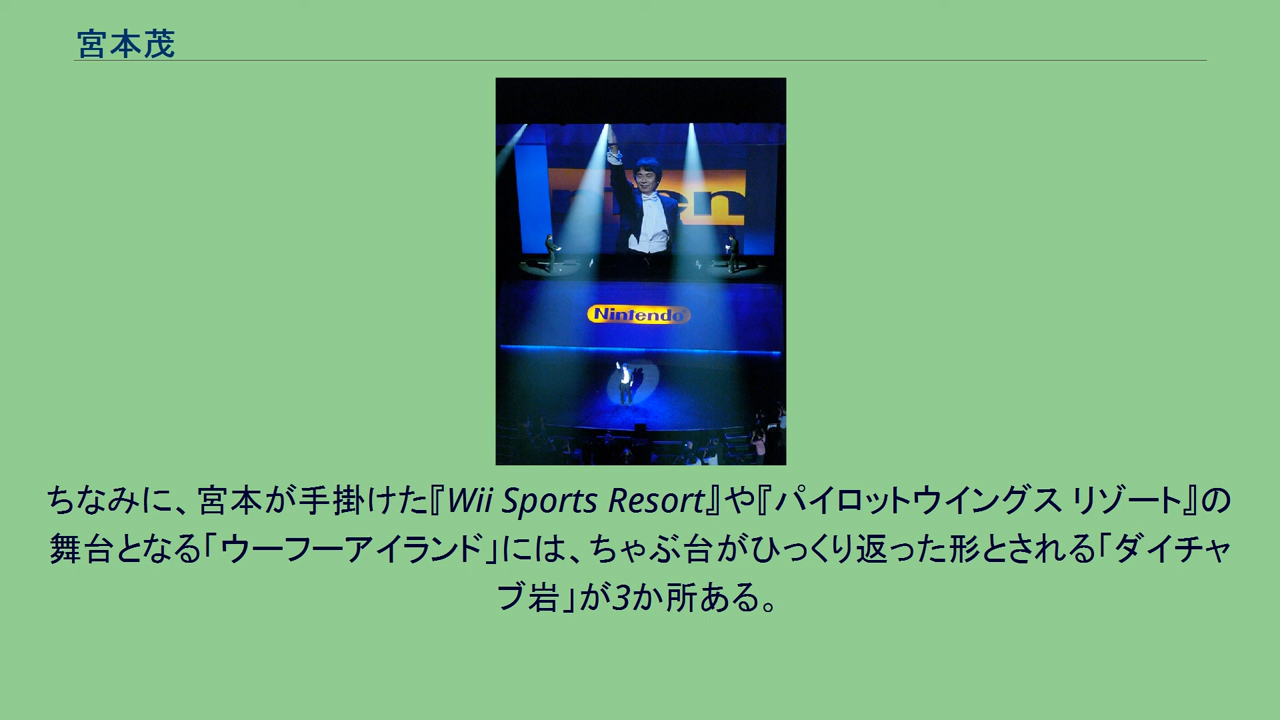 宮本茂
Nintendo
ちなみに、宮本が手掛けた『Wii Sports Resort』や『パイロットウイングス リゾート』の
舞台となる「ウーフーアイランド」には、ちゃぶ台がひっくり返った形とされる「ダイチャ
ブ岩」が3か所ある。